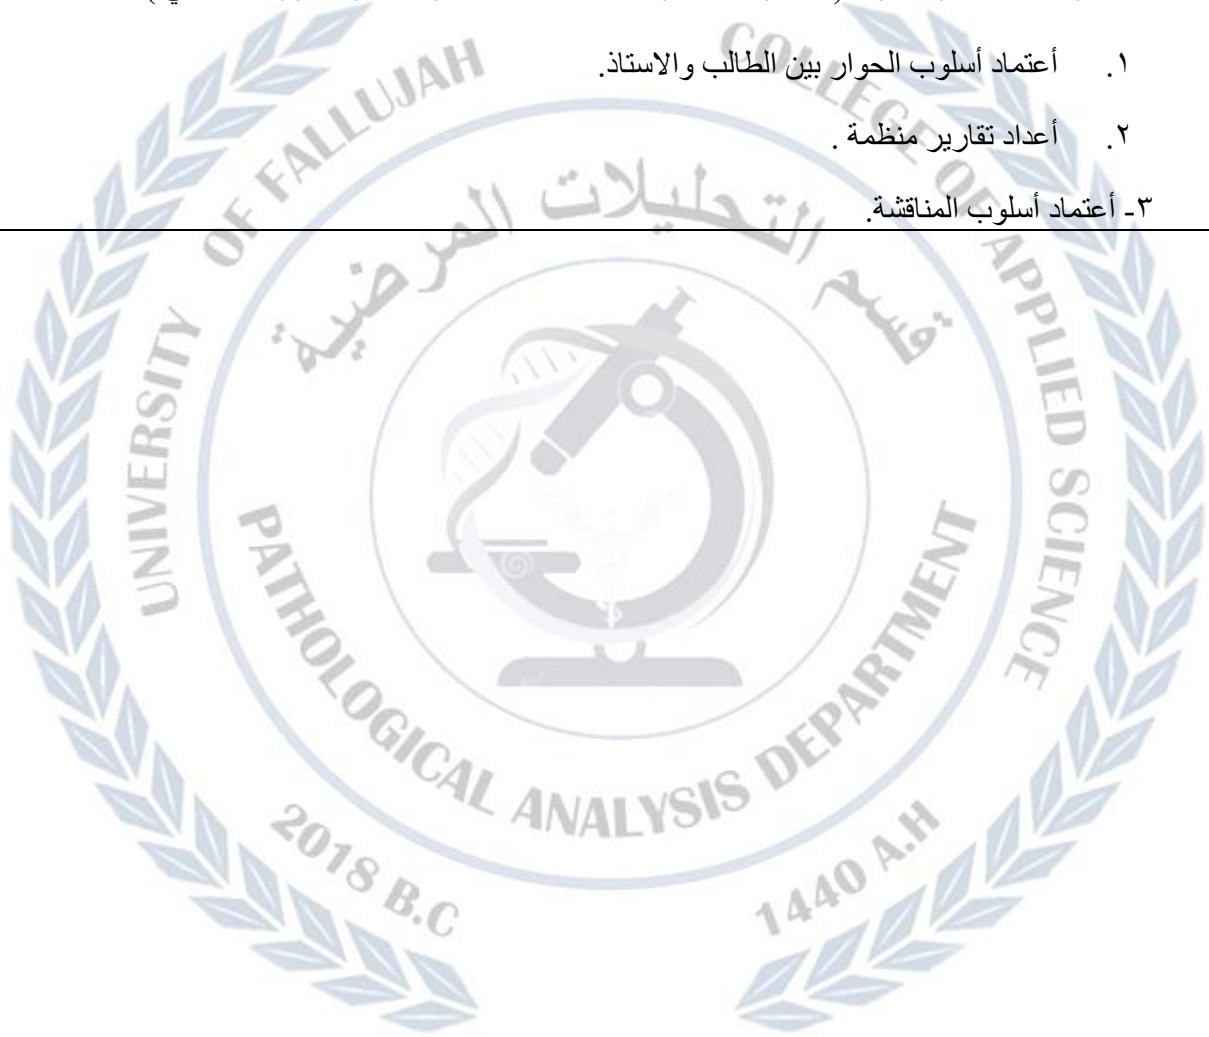 ١. أعتماد أسلوب الحوار بين الطالب والاستاذ.
٢. أعداد تقارير منظمة .
٣- أعتماد أسلوب المناقشة.
UNIVERSITY OF FALLUJAH
COLLEGE OF APPLIED SCIENCE
قسم التحليلات المرضية
PATHOLOGICAL ANALYSIS DEPARTMENT
2018 B.C
1440 A.H